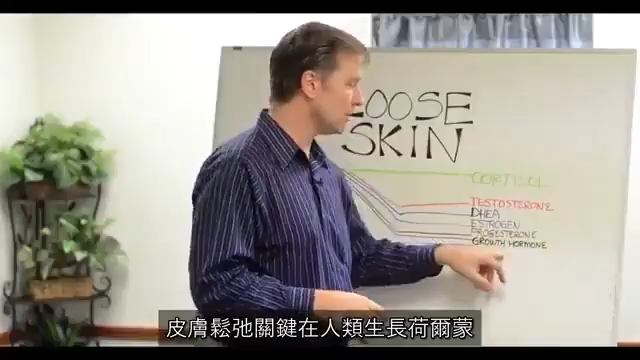 LOOSE
SKIN
CORTISOL
TESTOSTERONE
DHEA
ESTROGEN
PROGESTERONE
GROWTH HORMONE
皮膚鬆弛關鍵在人類生長荷爾蒙